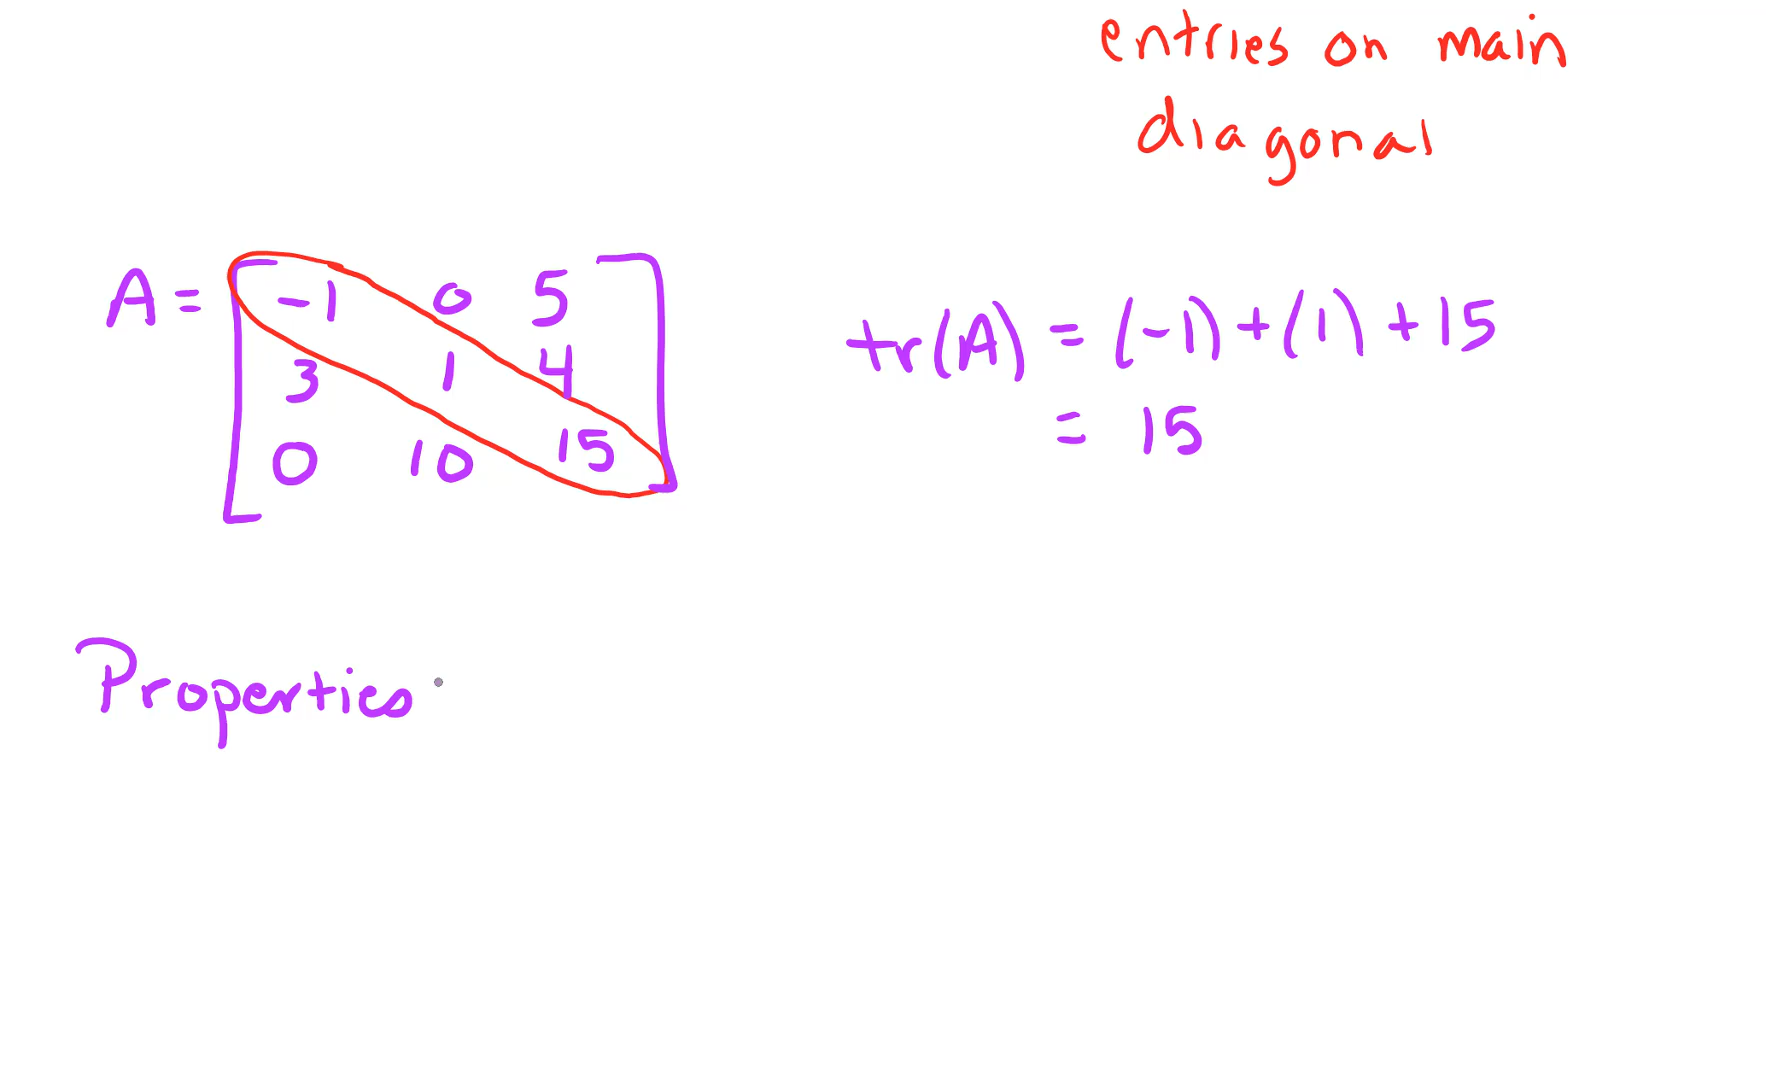 entries on main
diagonal
A = [ -1 0 5
3 1 4
0 10 15 ]
tr(A) = (-1) + (1) + 15
= 15
Properties